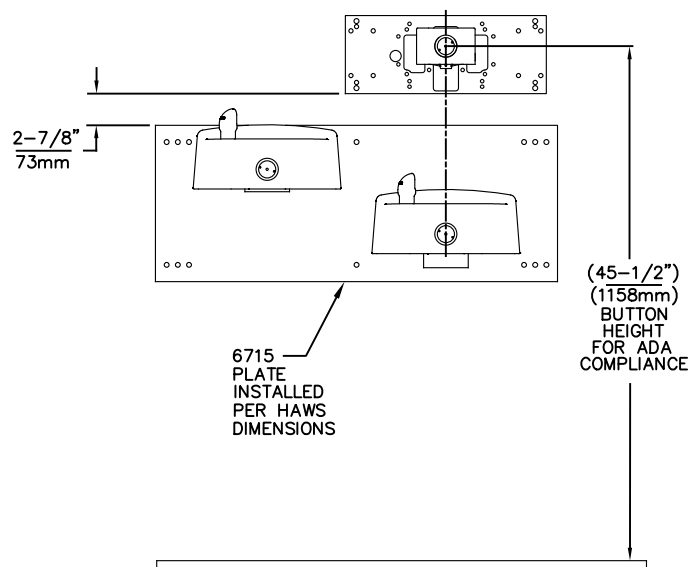 2-7/8"
73mm
(45-1/2")
(1158mm)
BUTTON
HEIGHT
FOR ADA
COMPLIANCE
6715
PLATE
INSTALLED
PER HAWS
DIMENSIONS